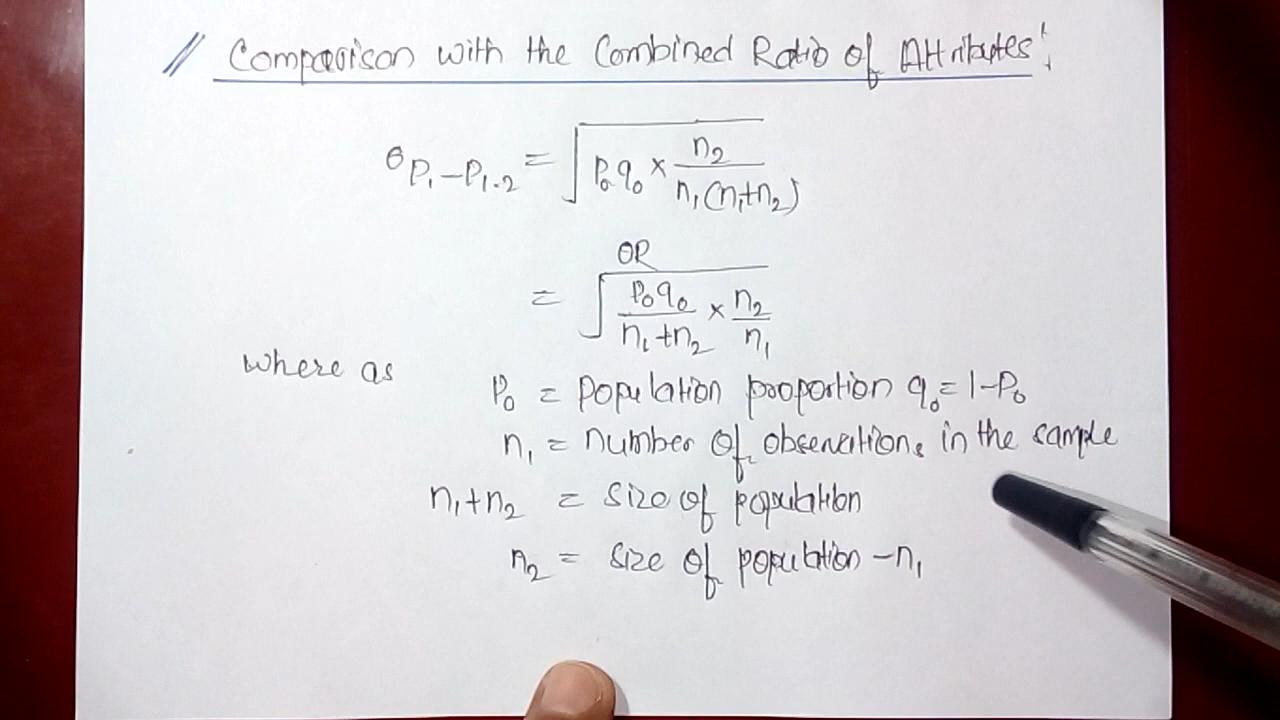 // Comparison with the Combined Ratio of Attributes:
σp₁-p₁.₂ = √(p₀q₀ × n₂/n₁(n₁+n₂))
OR
= √(p₀q₀/n₁+n₂ × n₂/n₁)
where as
p₀ = population proportion q₀=1-p₀
n₁ = number of observations in the sample
n₁+n₂ = size of population
n₂ = size of population -n₁